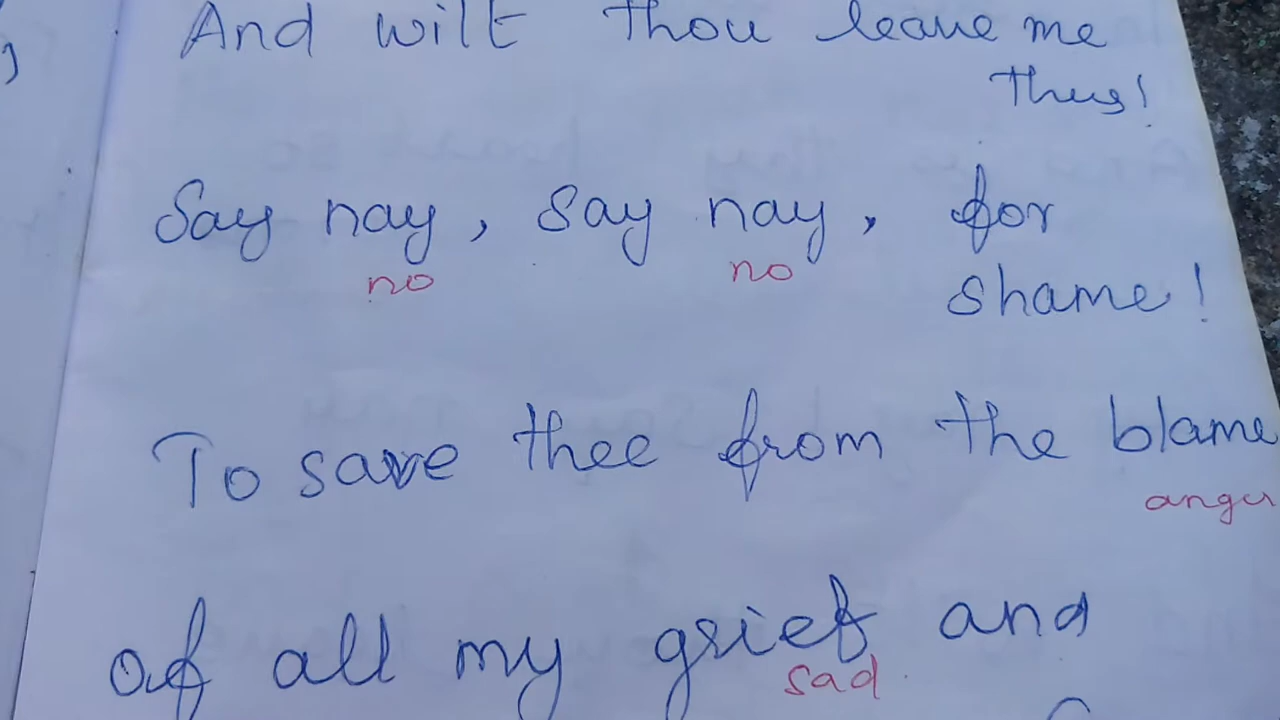 And wilt thou leave me
thus!
Say nay, say nay, for
no no
shame!
To save thee from the blame
anger
of all my grief and
sad